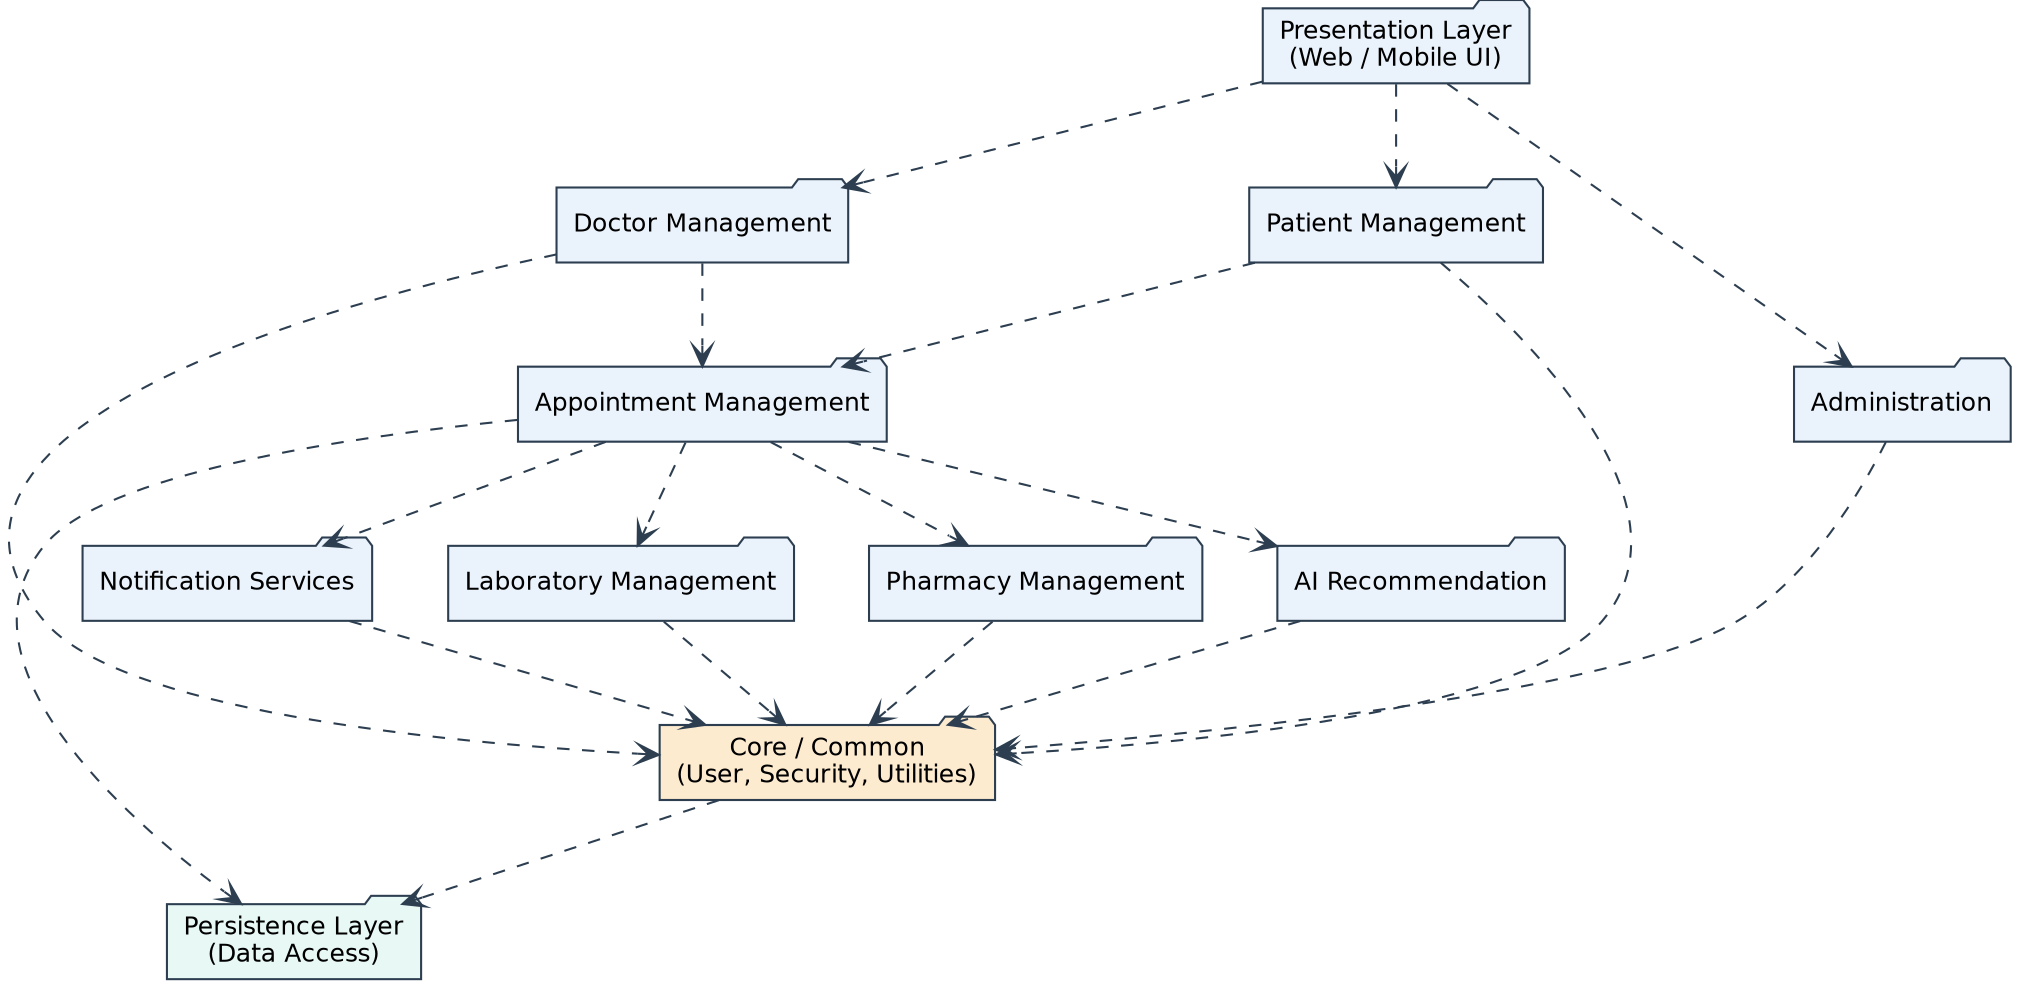 Presentation Layer
(Web / Mobile UI)
Doctor Management
Patient Management
Appointment Management
Administration
Notification Services
Laboratory Management
Pharmacy Management
AI Recommendation
Core / Common
(User, Security, Utilities)
Persistence Layer
(Data Access)